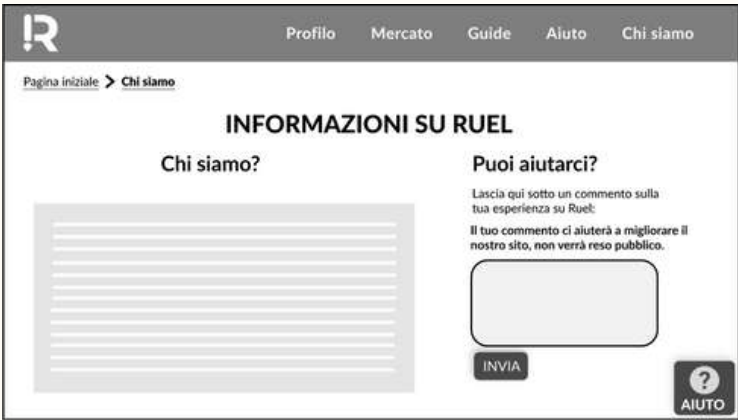 R
Profilo Mercato Guide Aiuto Chi siamo
Pagina iniziale > Chi siamo
INFORMAZIONI SU RUEL
Chi siamo?
Puoi aiutarci?
Lascia qui sotto un commento sulla
tua esperienza su Ruel:
Il tuo commento ci aiuterà a migliorare il
nostro sito, non verrà reso pubblico.
INVIA
?
AIUTO